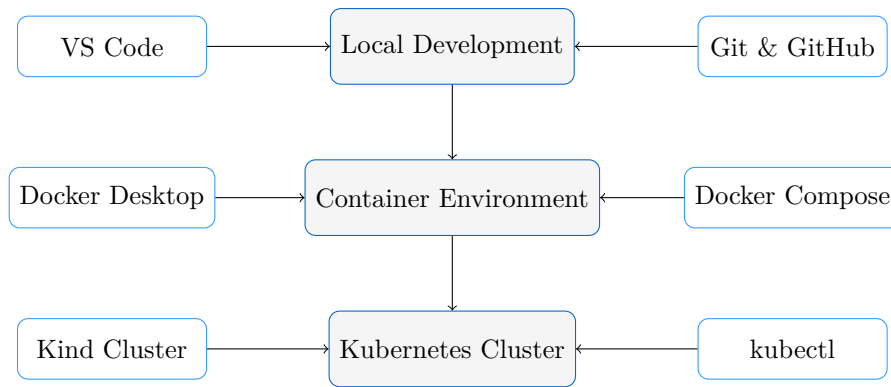 VS Code
Local Development
Git & GitHub
Docker Desktop
Container Environment
Docker Compose
Kind Cluster
Kubernetes Cluster
kubectl